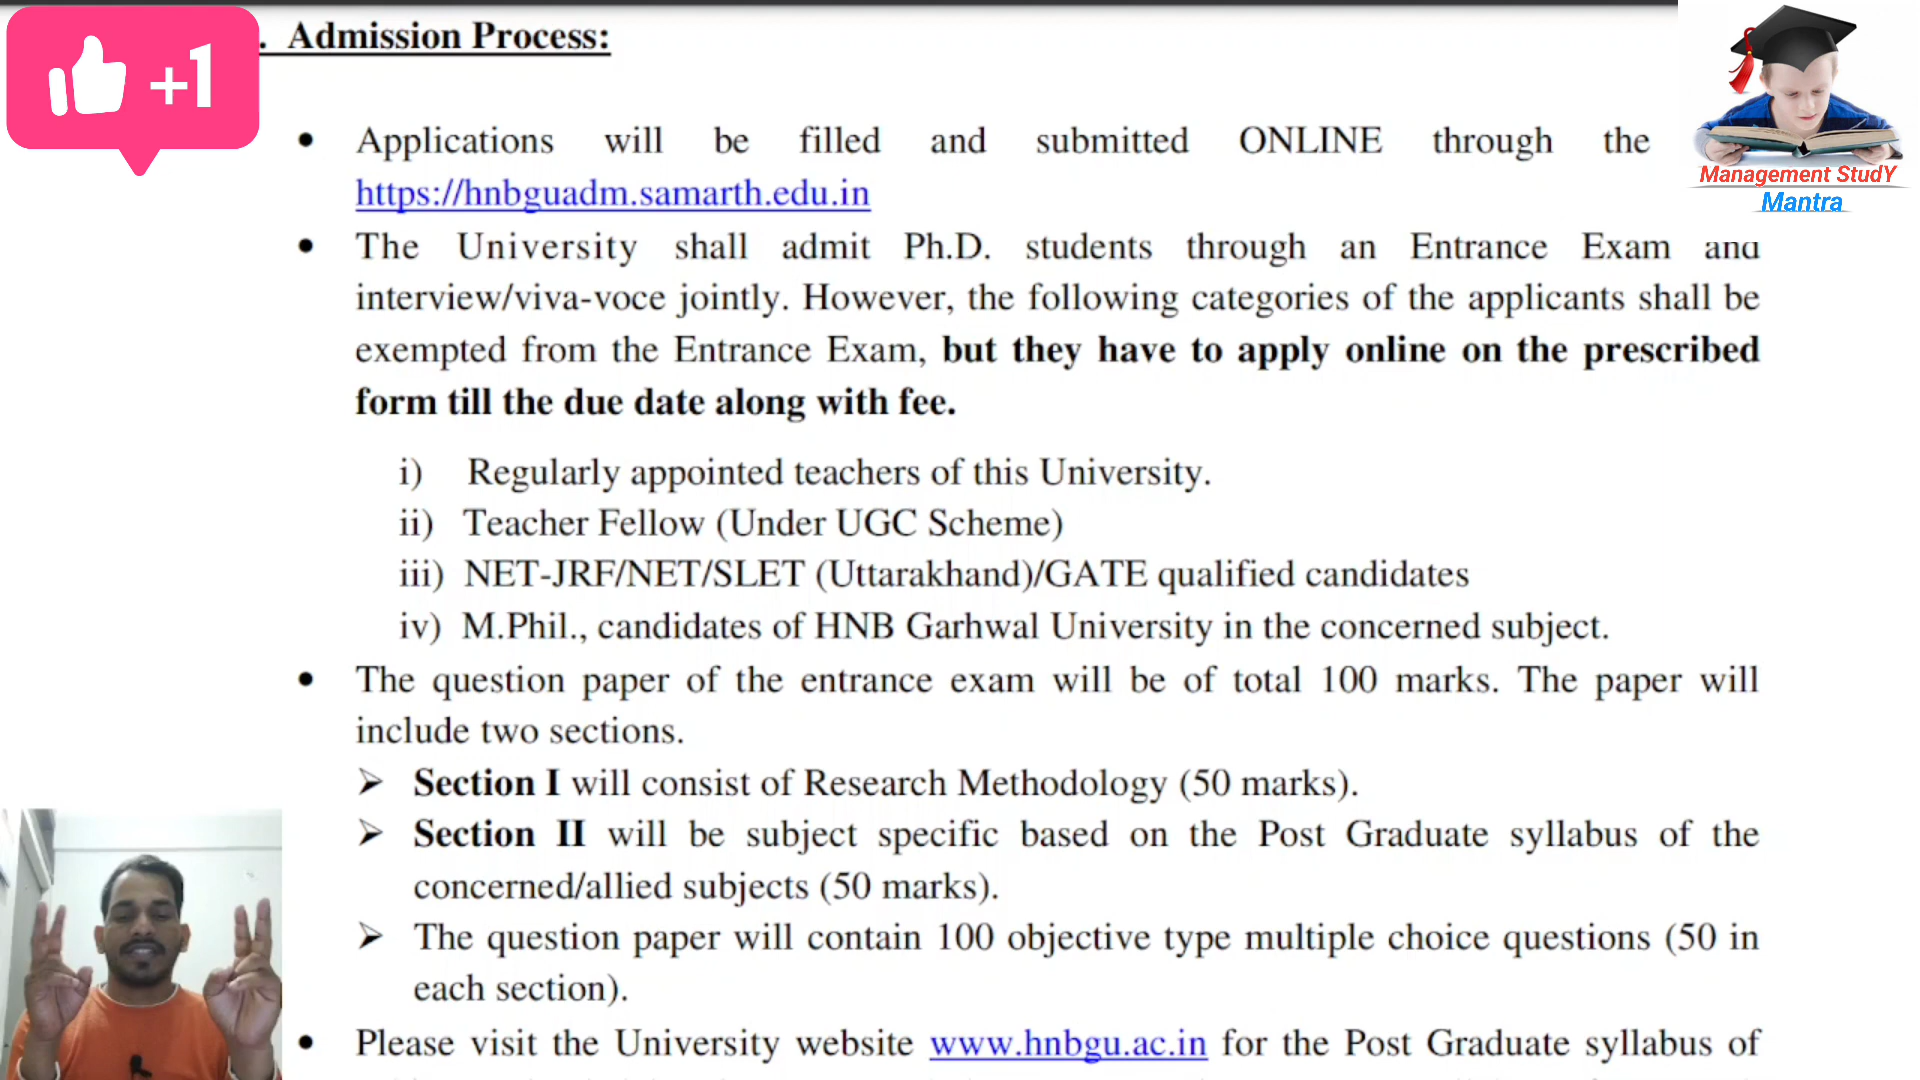 +1
. Admission Process:
Management StudY
Mantra
• Applications will be filled and submitted ONLINE through the
https://hnbguadm.samarth.edu.in
• The University shall admit Ph.D. students through an Entrance Exam and
interview/viva-voce jointly. However, the following categories of the applicants shall be
exempted from the Entrance Exam, but they have to apply online on the prescribed
form till the due date along with fee.
i) Regularly appointed teachers of this University.
ii) Teacher Fellow (Under UGC Scheme)
iii) NET-JRF/NET/SLET (Uttarakhand)/GATE qualified candidates
iv) M.Phil., candidates of HNB Garhwal University in the concerned subject.
• The question paper of the entrance exam will be of total 100 marks. The paper will
include two sections.
➢ Section I will consist of Research Methodology (50 marks).
➢ Section II will be subject specific based on the Post Graduate syllabus of the
concerned/allied subjects (50 marks).
➢ The question paper will contain 100 objective type multiple choice questions (50 in
each section).
• Please visit the University website www.hnbgu.ac.in for the Post Graduate syllabus of